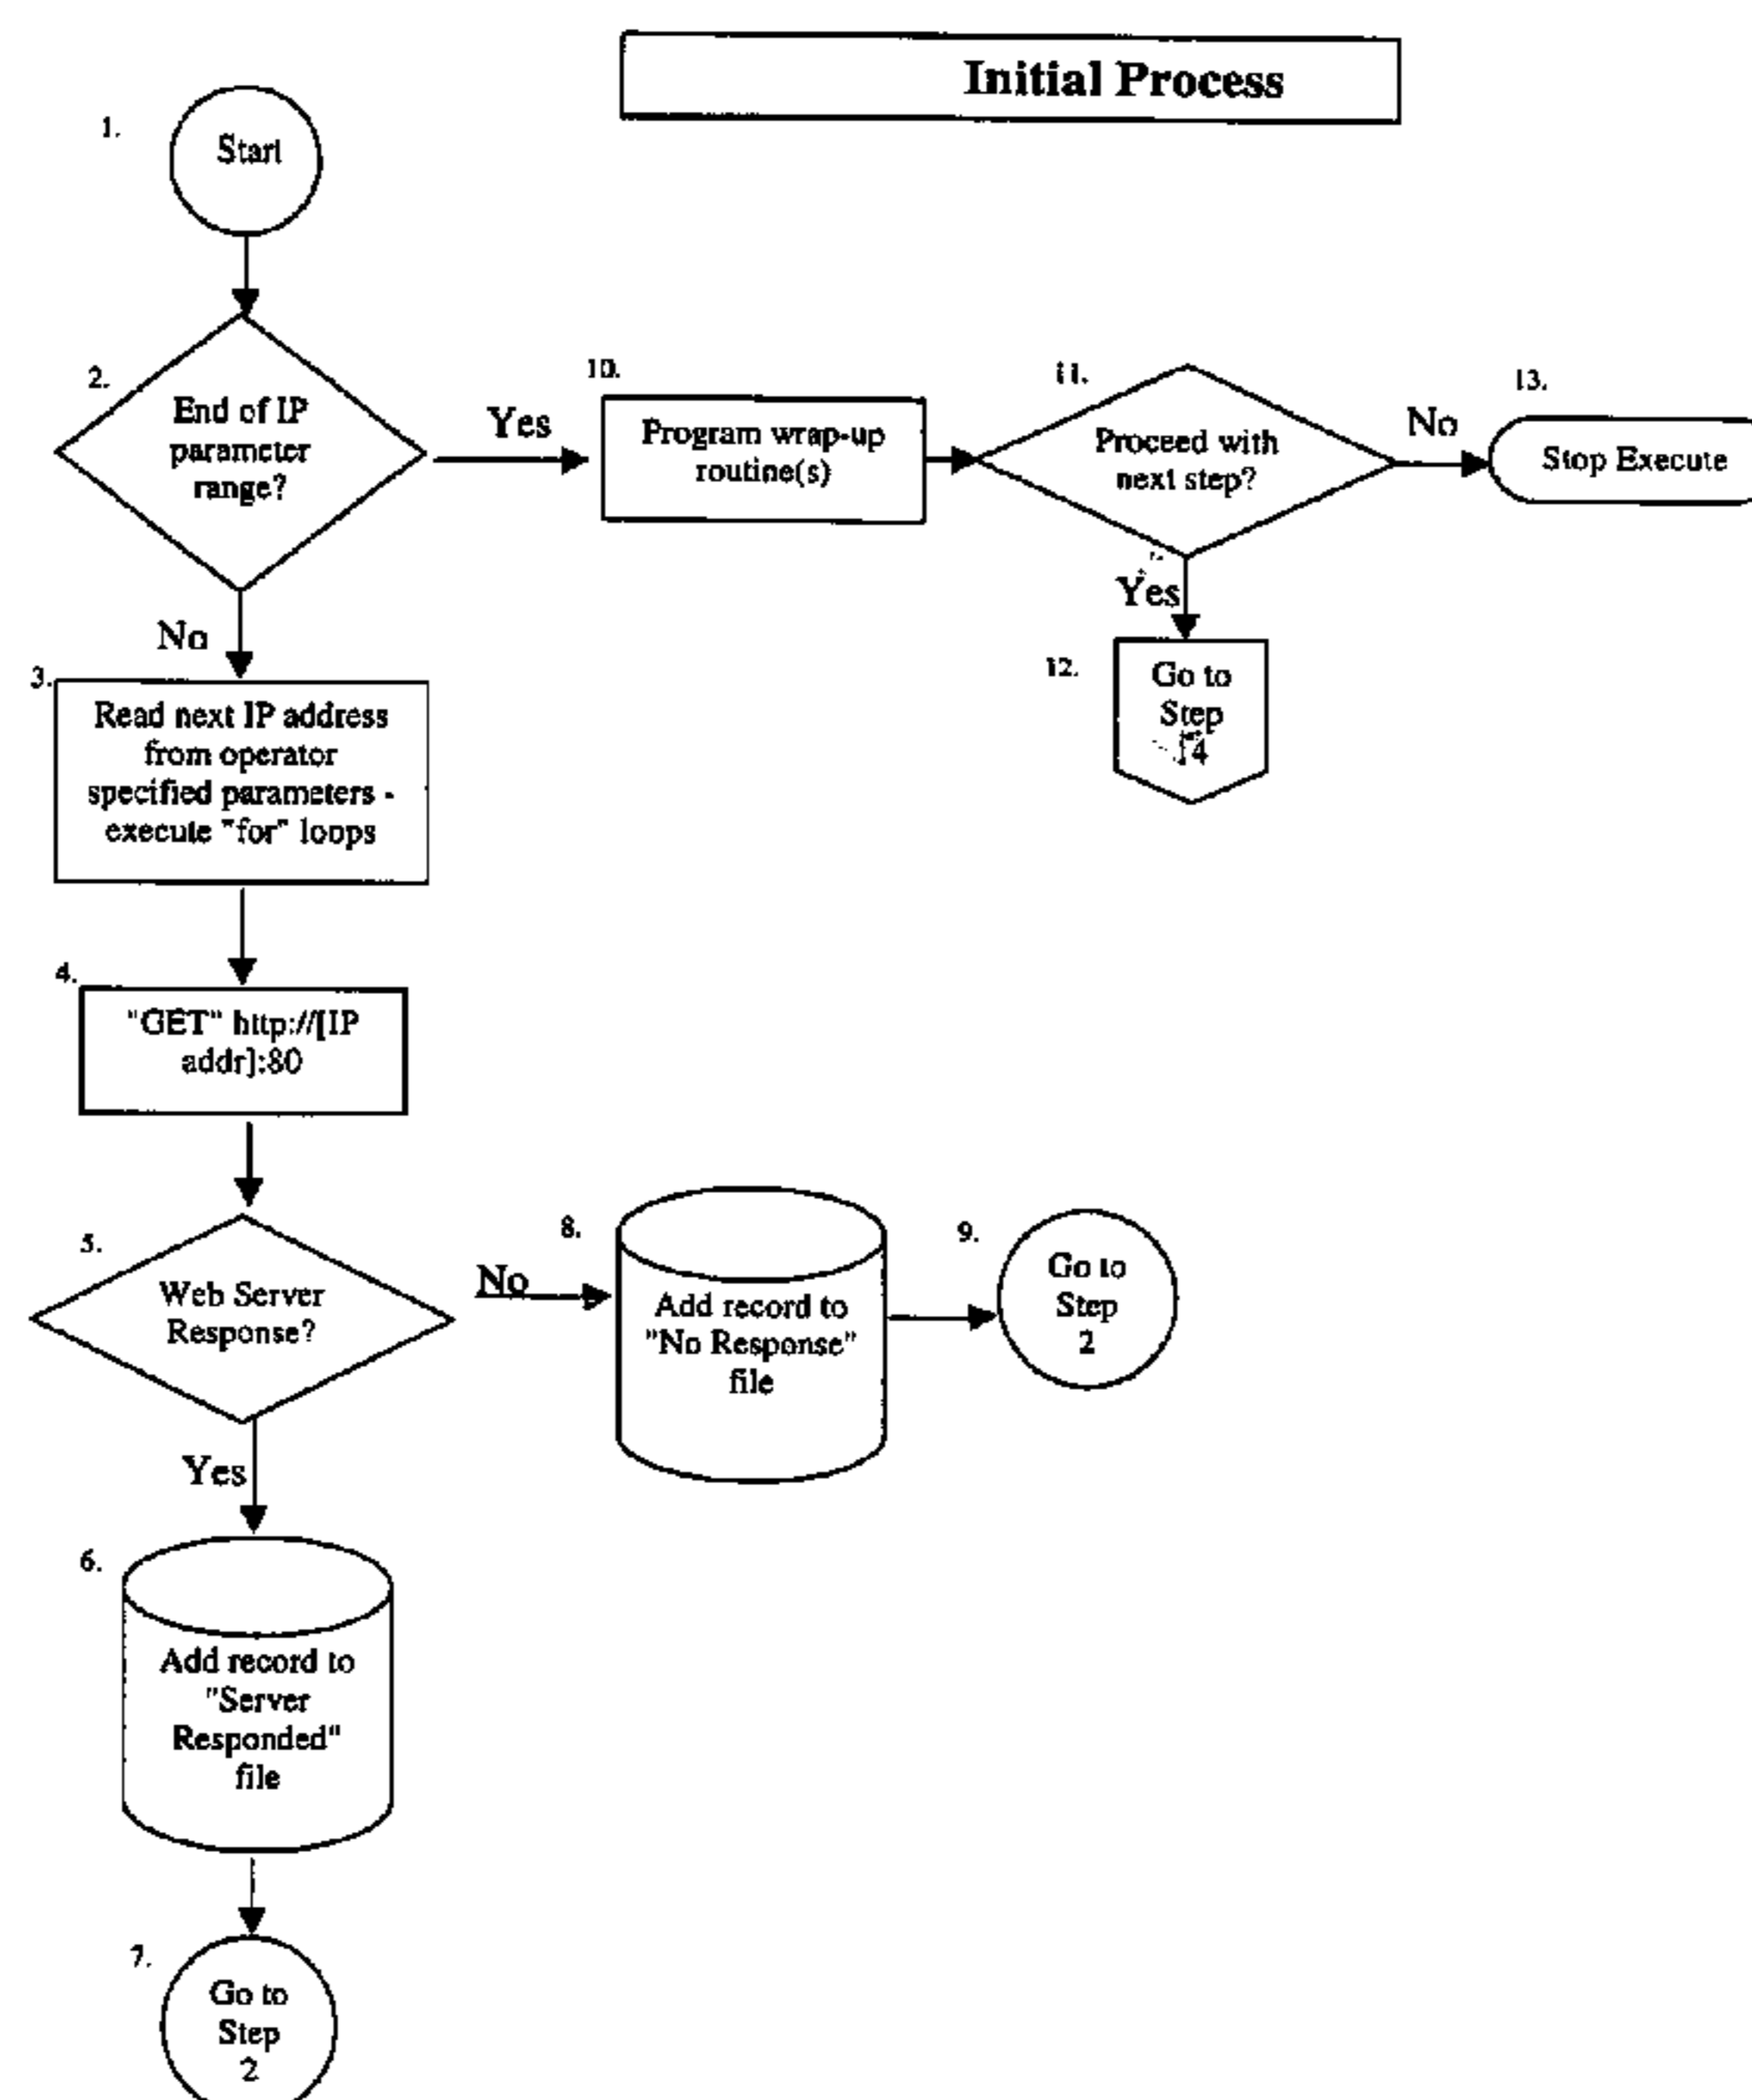 Initial Process
1.
Start
2.
End of IP
parameter
range?
Yes
10.
Program wrap-up
routine(s)
11.
Proceed with
next step?
No
13.
Stop Execute
Yes
12.
Go to
Step
14
No
3.
Read next IP address
from operator
specified parameters -
execute "for" loops
4.
"GET" http://[IP
addr]:80
5.
Web Server
Response?
No
8.
Add record to
"No Response"
file
9.
Go to
Step
2
Yes
6.
Add record to
"Server
Responded"
file
7.
Go to
Step
2